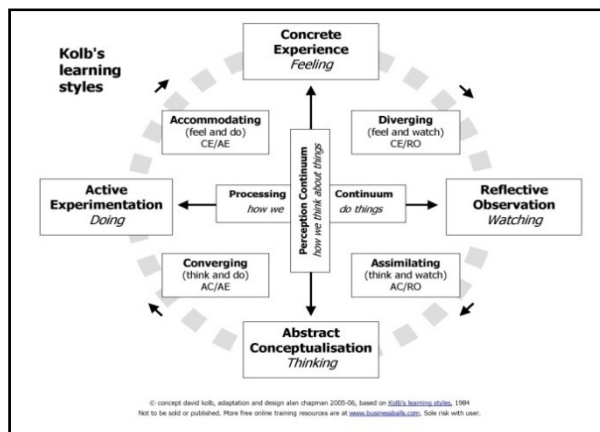 Kolb's
learning
styles
Concrete
Experience
Feeling
Accommodating
(feel and do)
CE/AE
Diverging
(feel and watch)
CE/RO
Active
Experimentation
Doing
Processing
how we
Perception Continuum
how we think about things
Continuum
do things
Reflective
Observation
Watching
Converging
(think and do)
AC/AE
Assimilating
(think and watch)
AC/RO
Abstract
Conceptualisation
Thinking
© concept david kolb, adaptation and design alan chapman 2005-06, based on Kolb's learning styles, 1984
Not to be sold or published. More free online training resources are at www.businessballs.com. Sole risk with user.